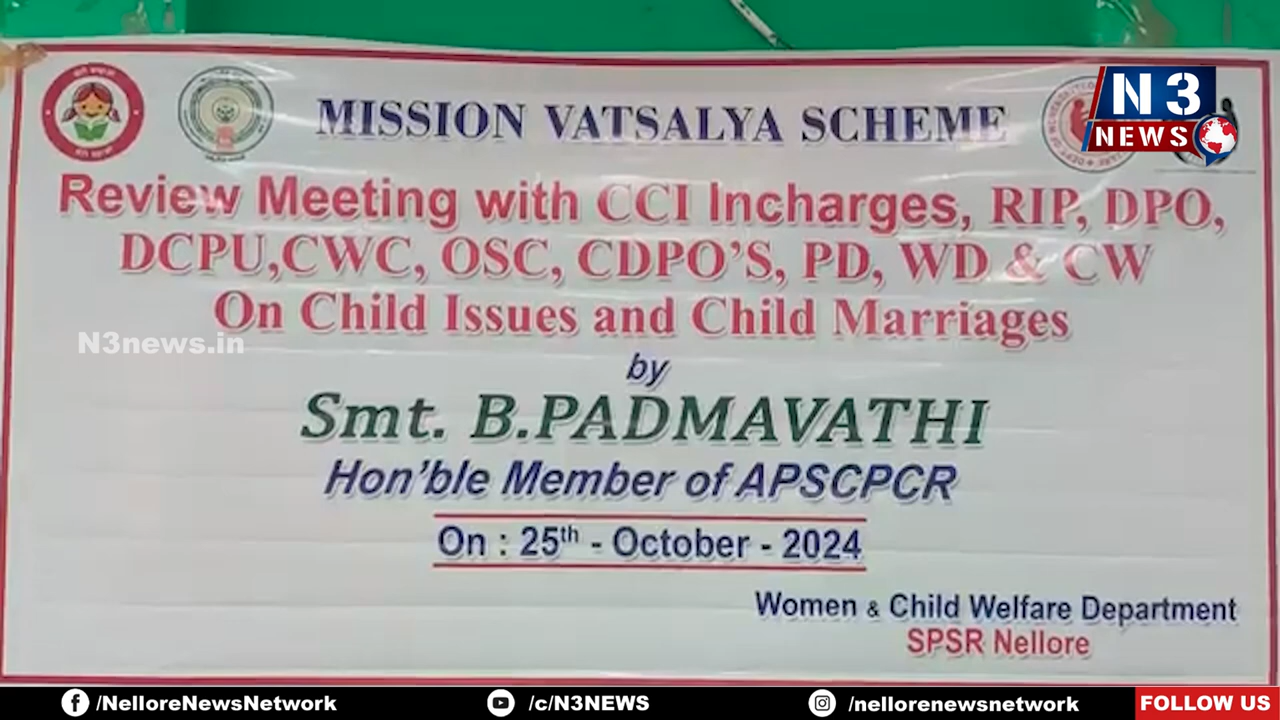 MISSION VATSALYA SCHEME
N3
NEWS
Review Meeting with CCI Incharges, RIP, DPO,
DCPU,CWC, OSC, CDPO'S, PD, WD & CW
On Child Issues and Child Marriages
N3news.in
by
Smt. B.PADMAVATHI
Hon'ble Member of APSCPCR
On : 25th - October - 2024
Women & Child Welfare Department
SPSR Nellore
/NelloreNewsNetwork
/c/N3NEWS
/nellorenewsnetwork
FOLLOW US